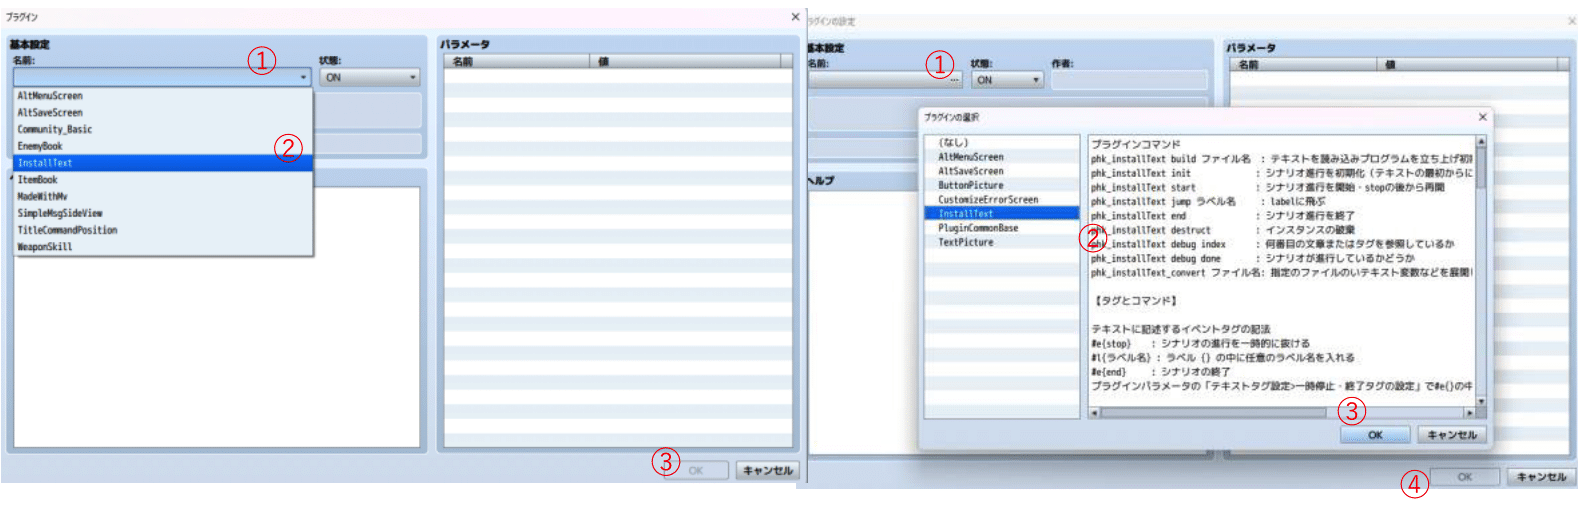 プラグイン
基本設定
名前:
①
状態:
ON
AltMenuScreen
AltSaveScreen
Community_Basic
EnemyBook
②
InstallText
ItemBook
MadeWithMv
SimpleMsgSideView
TitleCommandPosition
WeaponSkill
パラメータ
名前
値
③
OK
キャンセル
プラグインの設定
基本設定
名前:
①
...
状態:
ON
作者:
ヘルプ
パラメータ
名前
値
プラグインの選択
(なし)
AltMenuScreen
AltSaveScreen
ButtonPicture
CustomizeErrorScreen
InstallText
PluginCommonBase
TextPicture
②
プラグインコマンド
phk_installText build ファイル名 : テキストを読み込みプログラムを立ち上げ初
phk_installText init : シナリオ進行を初期化（テキストの最初からに
phk_installText start : シナリオ進行を開始・stopの後から再開
phk_installText jump ラベル名 : labelに飛ぶ
phk_installText end : シナリオ進行を終了
phk_installText destruct : インスタンスの破棄
phk_installText debug index : 何番目の文章またはタグを参照しているか
phk_installText debug done : シナリオが進行しているかどうか
phk_installText_convert ファイル名: 指定のファイルのいテキスト変数などを展開
【タグとコマンド】
テキストに記述するイベントタグの記法
#e{stop} : シナリオの進行を一時的に抜ける
#l{ラベル名} : ラベル {} の中に任意のラベル名を入れる
#e{end} : シナリオの終了
プラグインパラメータの「テキストタグ設定>一時停止・終了タグの設定」で#e{}の中
③
OK
キャンセル
④
OK
キャンセル